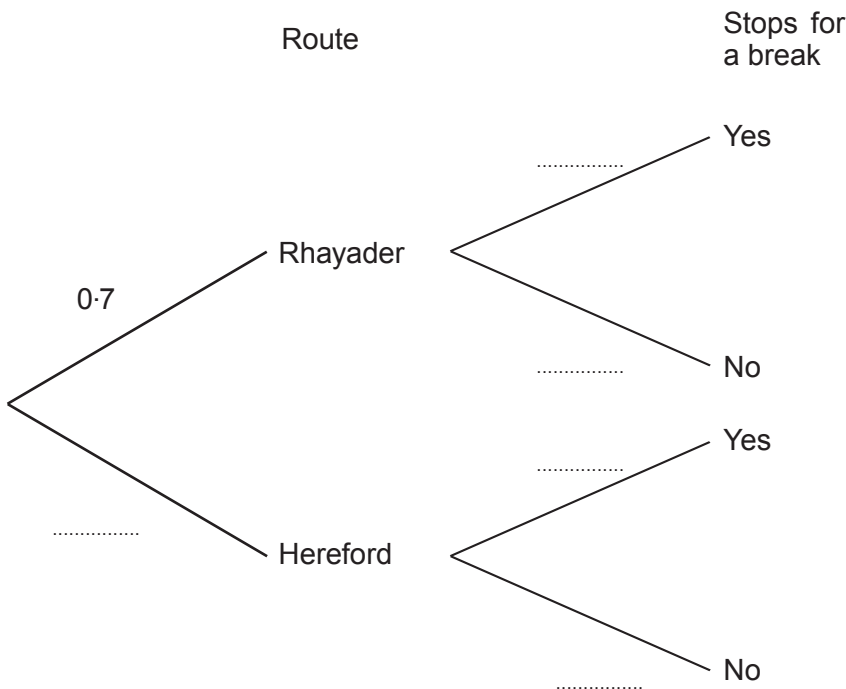 Route
Stops for
a break
Yes
................
Rhayader
0·7
No
................
Yes
................
................
Hereford
No
................